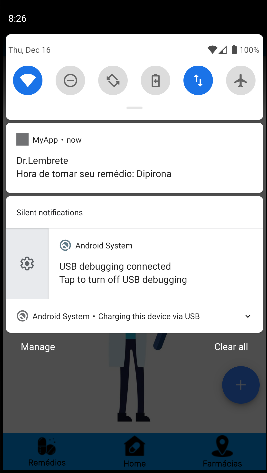 8:26
Thu, Dec 16 100%
MyApp • now
Dr.Lembrete
Hora de tomar seu remédio: Dipirona
Silent notifications
Android System
USB debugging connected
Tap to turn off USB debugging
Android System • Charging this device via USB
Manage Clear all
Remédios Home Farmácias